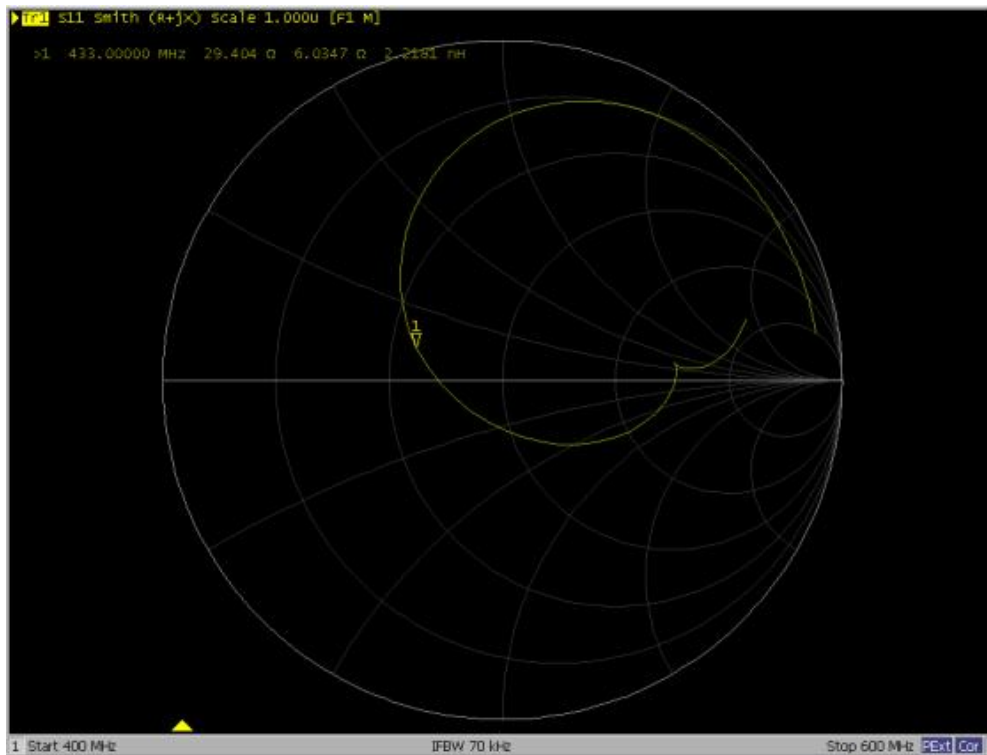 Tr1 S11 Smith (R+jX) Scale 1.000U [F1 M]
>1 433.00000 MHz 29.404 Ω 6.0347 Ω 2.2181 nH
1
1 Start 400 MHz IFBW 70 kHz Stop 600 MHz PExt Cor